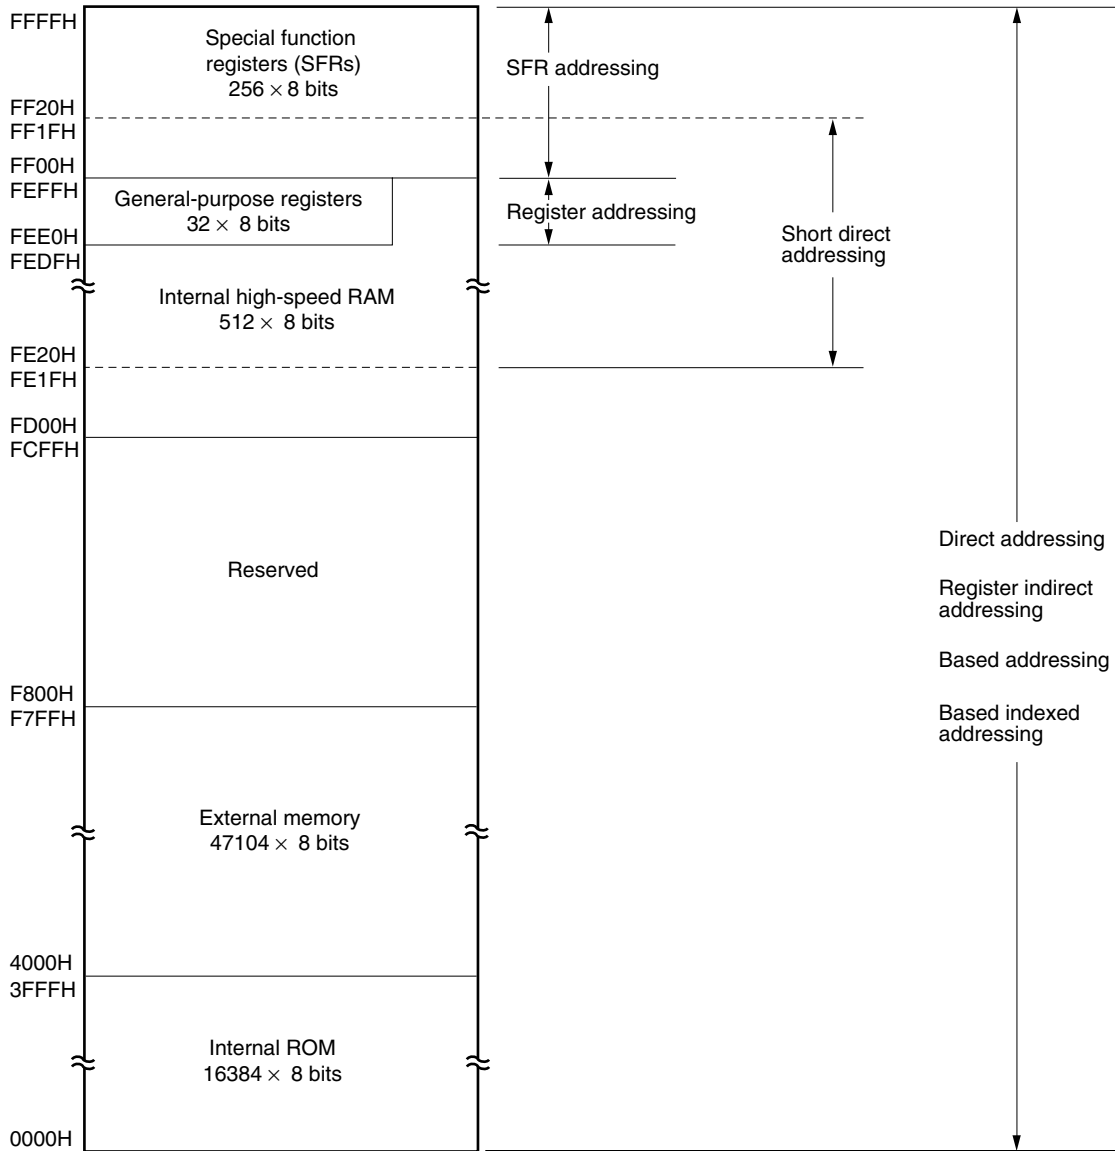 FFFFH
Special function
registers (SFRs)
256 × 8 bits
SFR addressing
FF20H
FF1FH
FF00H
FEFFH
General-purpose registers
32 × 8 bits
Register addressing
Short direct
addressing
FEE0H
FEDFH
Internal high-speed RAM
512 × 8 bits
FE20H
FE1FH
FD00H
FCFFH
Reserved
Direct addressing
Register indirect
addressing
Based addressing
Based indexed
addressing
F800H
F7FFH
External memory
47104 × 8 bits
4000H
3FFFH
Internal ROM
16384 × 8 bits
0000H